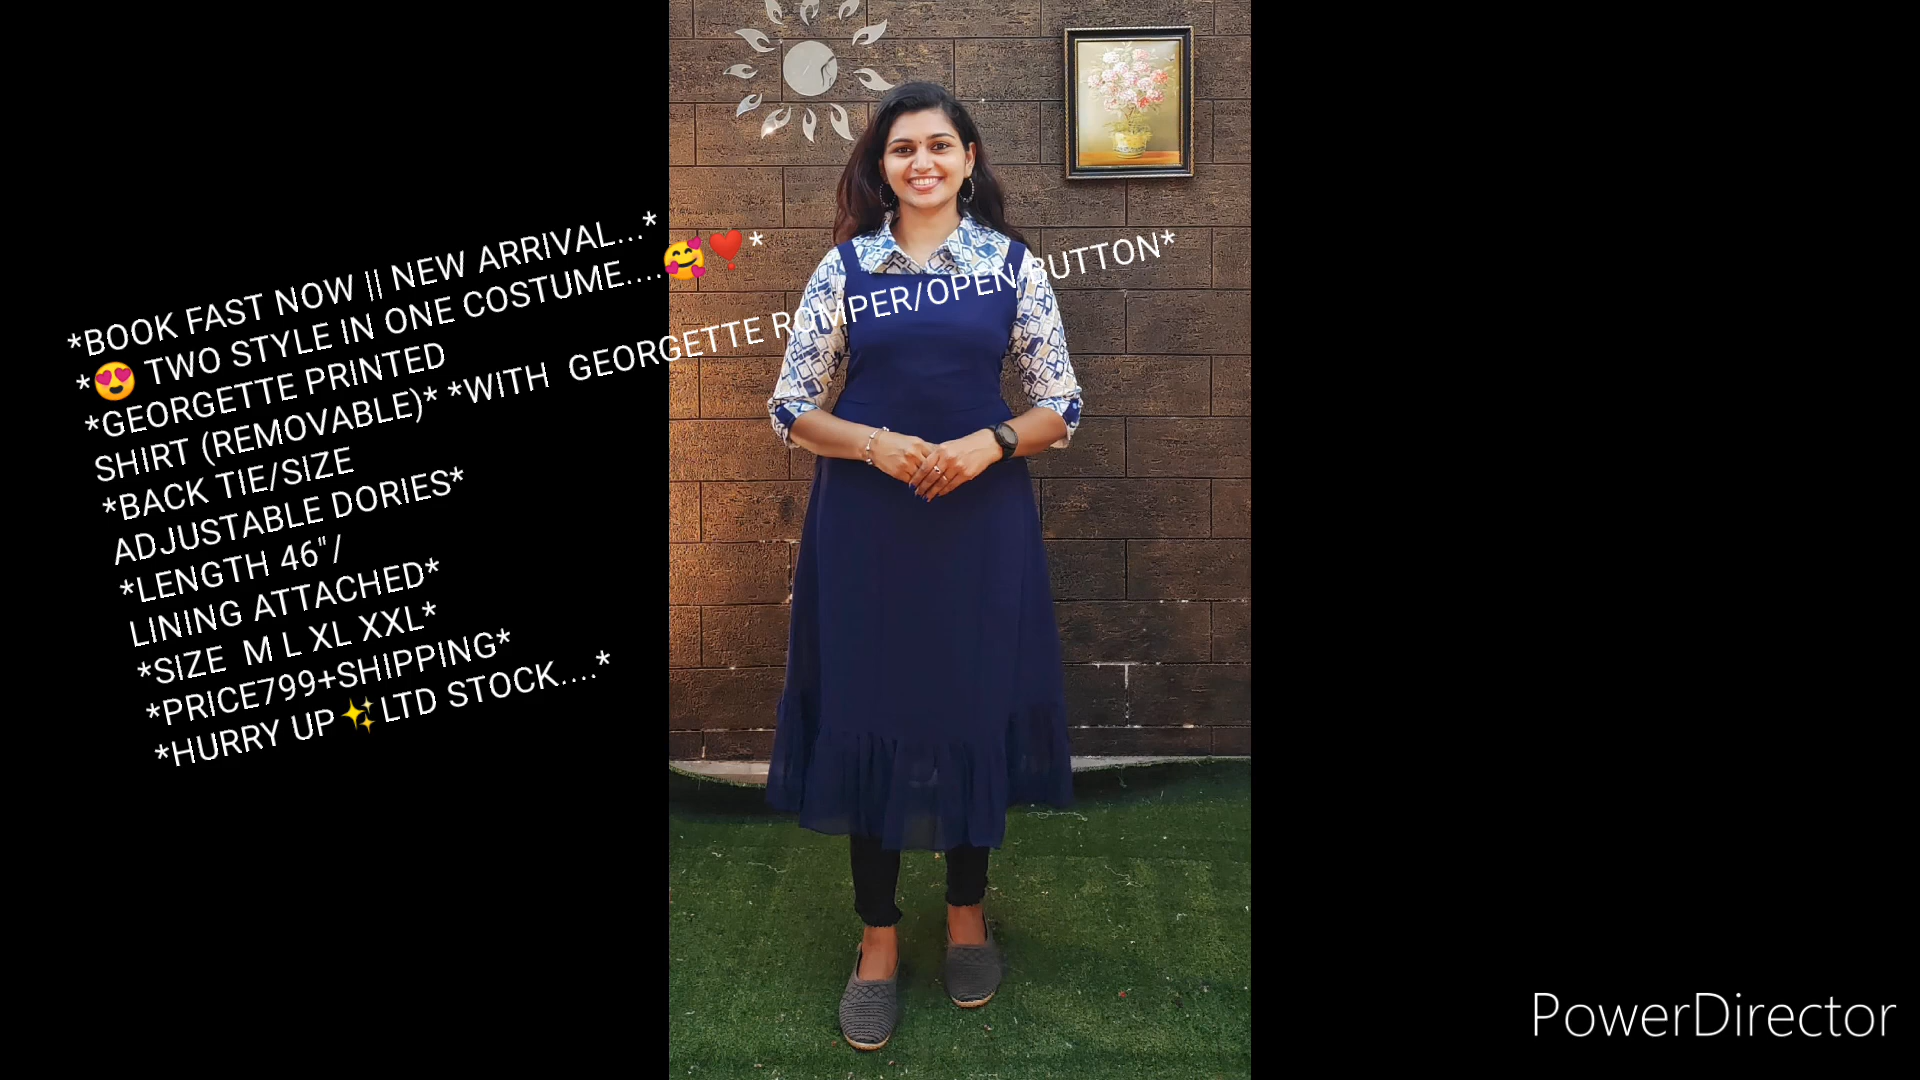 *BOOK FAST NOW || NEW ARRIVAL...*
*😍 TWO STYLE IN ONE COSTUME....🥰❣️*
*GEORGETTE PRINTED
SHIRT (REMOVABLE)* *WITH  GEORGETTE ROMPER/OPEN BUTTON*
*BACK TIE/SIZE
ADJUSTABLE DORIES*
*LENGTH 46"/
LINING ATTACHED*
*SIZE  M L XL XXL*
*PRICE799+SHIPPING*
*HURRY UP✨LTD STOCK....*
PowerDirector